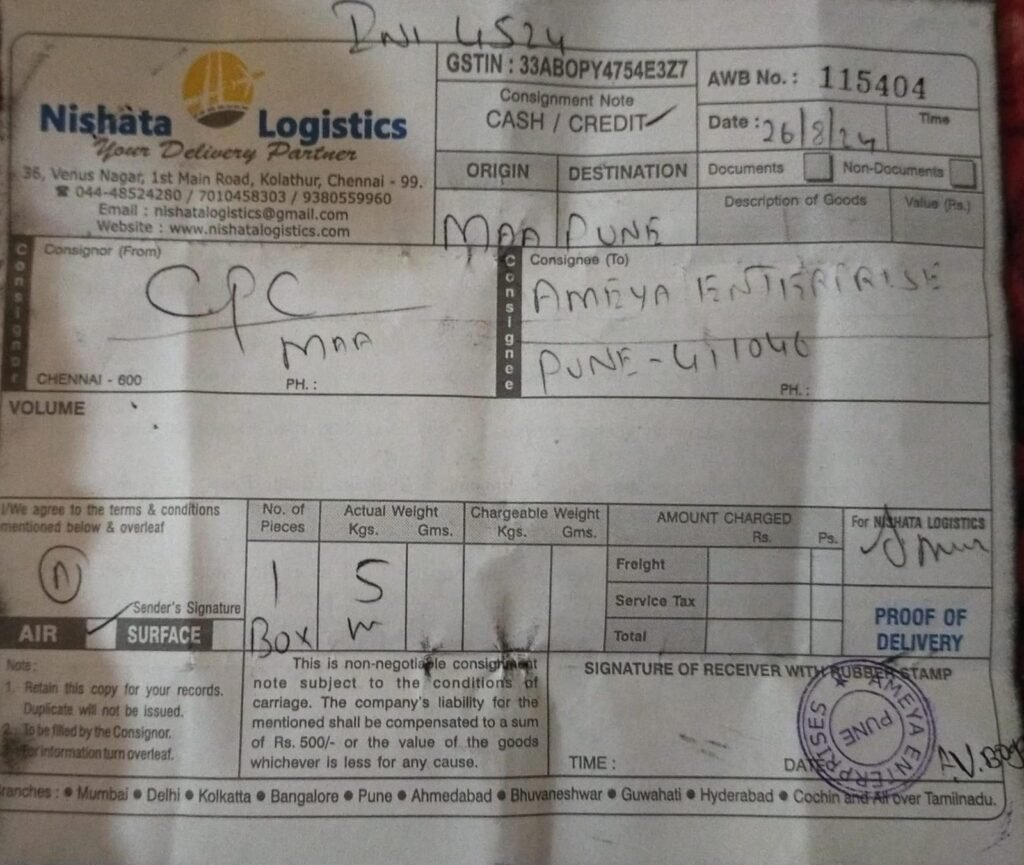 DNI 4524
Nishāta Logistics
Your Delivery Partner
36, Venus Nagar, 1st Main Road, Kolathur, Chennai - 99.
☎ 044-48524280 / 7010458303 / 9380559960
Email : nishatalogistics@gmail.com
Website : www.nishatalogistics.com
GSTIN : 33ABOPY4754E3Z7
Consignment Note
CASH / CREDIT ✓
ORIGIN DESTINATION
MAA PUNE
AWB No. : 115404
Date : 26/8/24 Time
Documents Non-Documents
Description of Goods Value (Rs.)
Consignor
Consignor (From)
CPC
MAA
CHENNAI - 600 PH. :
Consignee
Consignee (To)
AMEYA ENTERPRISE
PUNE - 411046
PH. :
VOLUME
I/We agree to the terms & conditions
mentioned below & overleaf
N
Sender's Signature
AIR ✓ SURFACE
No. of Pieces
1
Box
Actual Weight
Kgs. Gms.
5
Chargeable Weight
Kgs. Gms.
AMOUNT CHARGED
Rs. Ps.
Freight
Service Tax
Total
For NISHATA LOGISTICS
PROOF OF
DELIVERY
Note :
1. Retain this copy for your records.
Duplicate will not be issued.
2. To be filled by the Consignor.
For information turn overleaf.
This is non-negotiable consignment
note subject to the conditions of
carriage. The company's liability for the
mentioned shall be compensated to a sum
of Rs. 500/- or the value of the goods
whichever is less for any cause.
SIGNATURE OF RECEIVER WITH RUBBER STAMP
★ AMEYA ENTERPRISES
PUNE
TIME : DATE
A.V.
Branches : ● Mumbai ● Delhi ● Kolkatta ● Bangalore ● Pune ● Ahmedabad ● Bhuvaneshwar ● Guwahati ● Hyderabad ● Cochin and All over Tamilnadu.